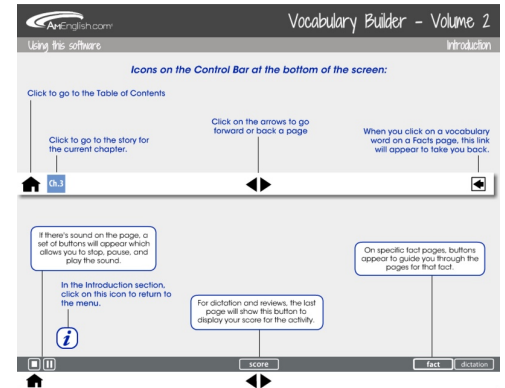 AmEnglish.com
Vocabulary Builder - Volume 2
Using this software
Introduction
Icons on the Control Bar at the bottom of the screen:
Click to go to the Table of Contents
Click to go to the story for
the current chapter.
Click on the arrows to go
forward or back a page
When you click on a vocabulary
word on a Facts page, this link
will appear to take you back.
Ch.3
If there's sound on the page, a
set of buttons will appear which
allows you to stop, pause, and
play the sound.
In the Introduction section,
click on this icon to return to
the menu.
i
For dictation and reviews, the last
page will show this button to
display your score for the activity.
On specific fact pages, buttons
appear to guide you through the
pages for that fact.
score
fact
dictation